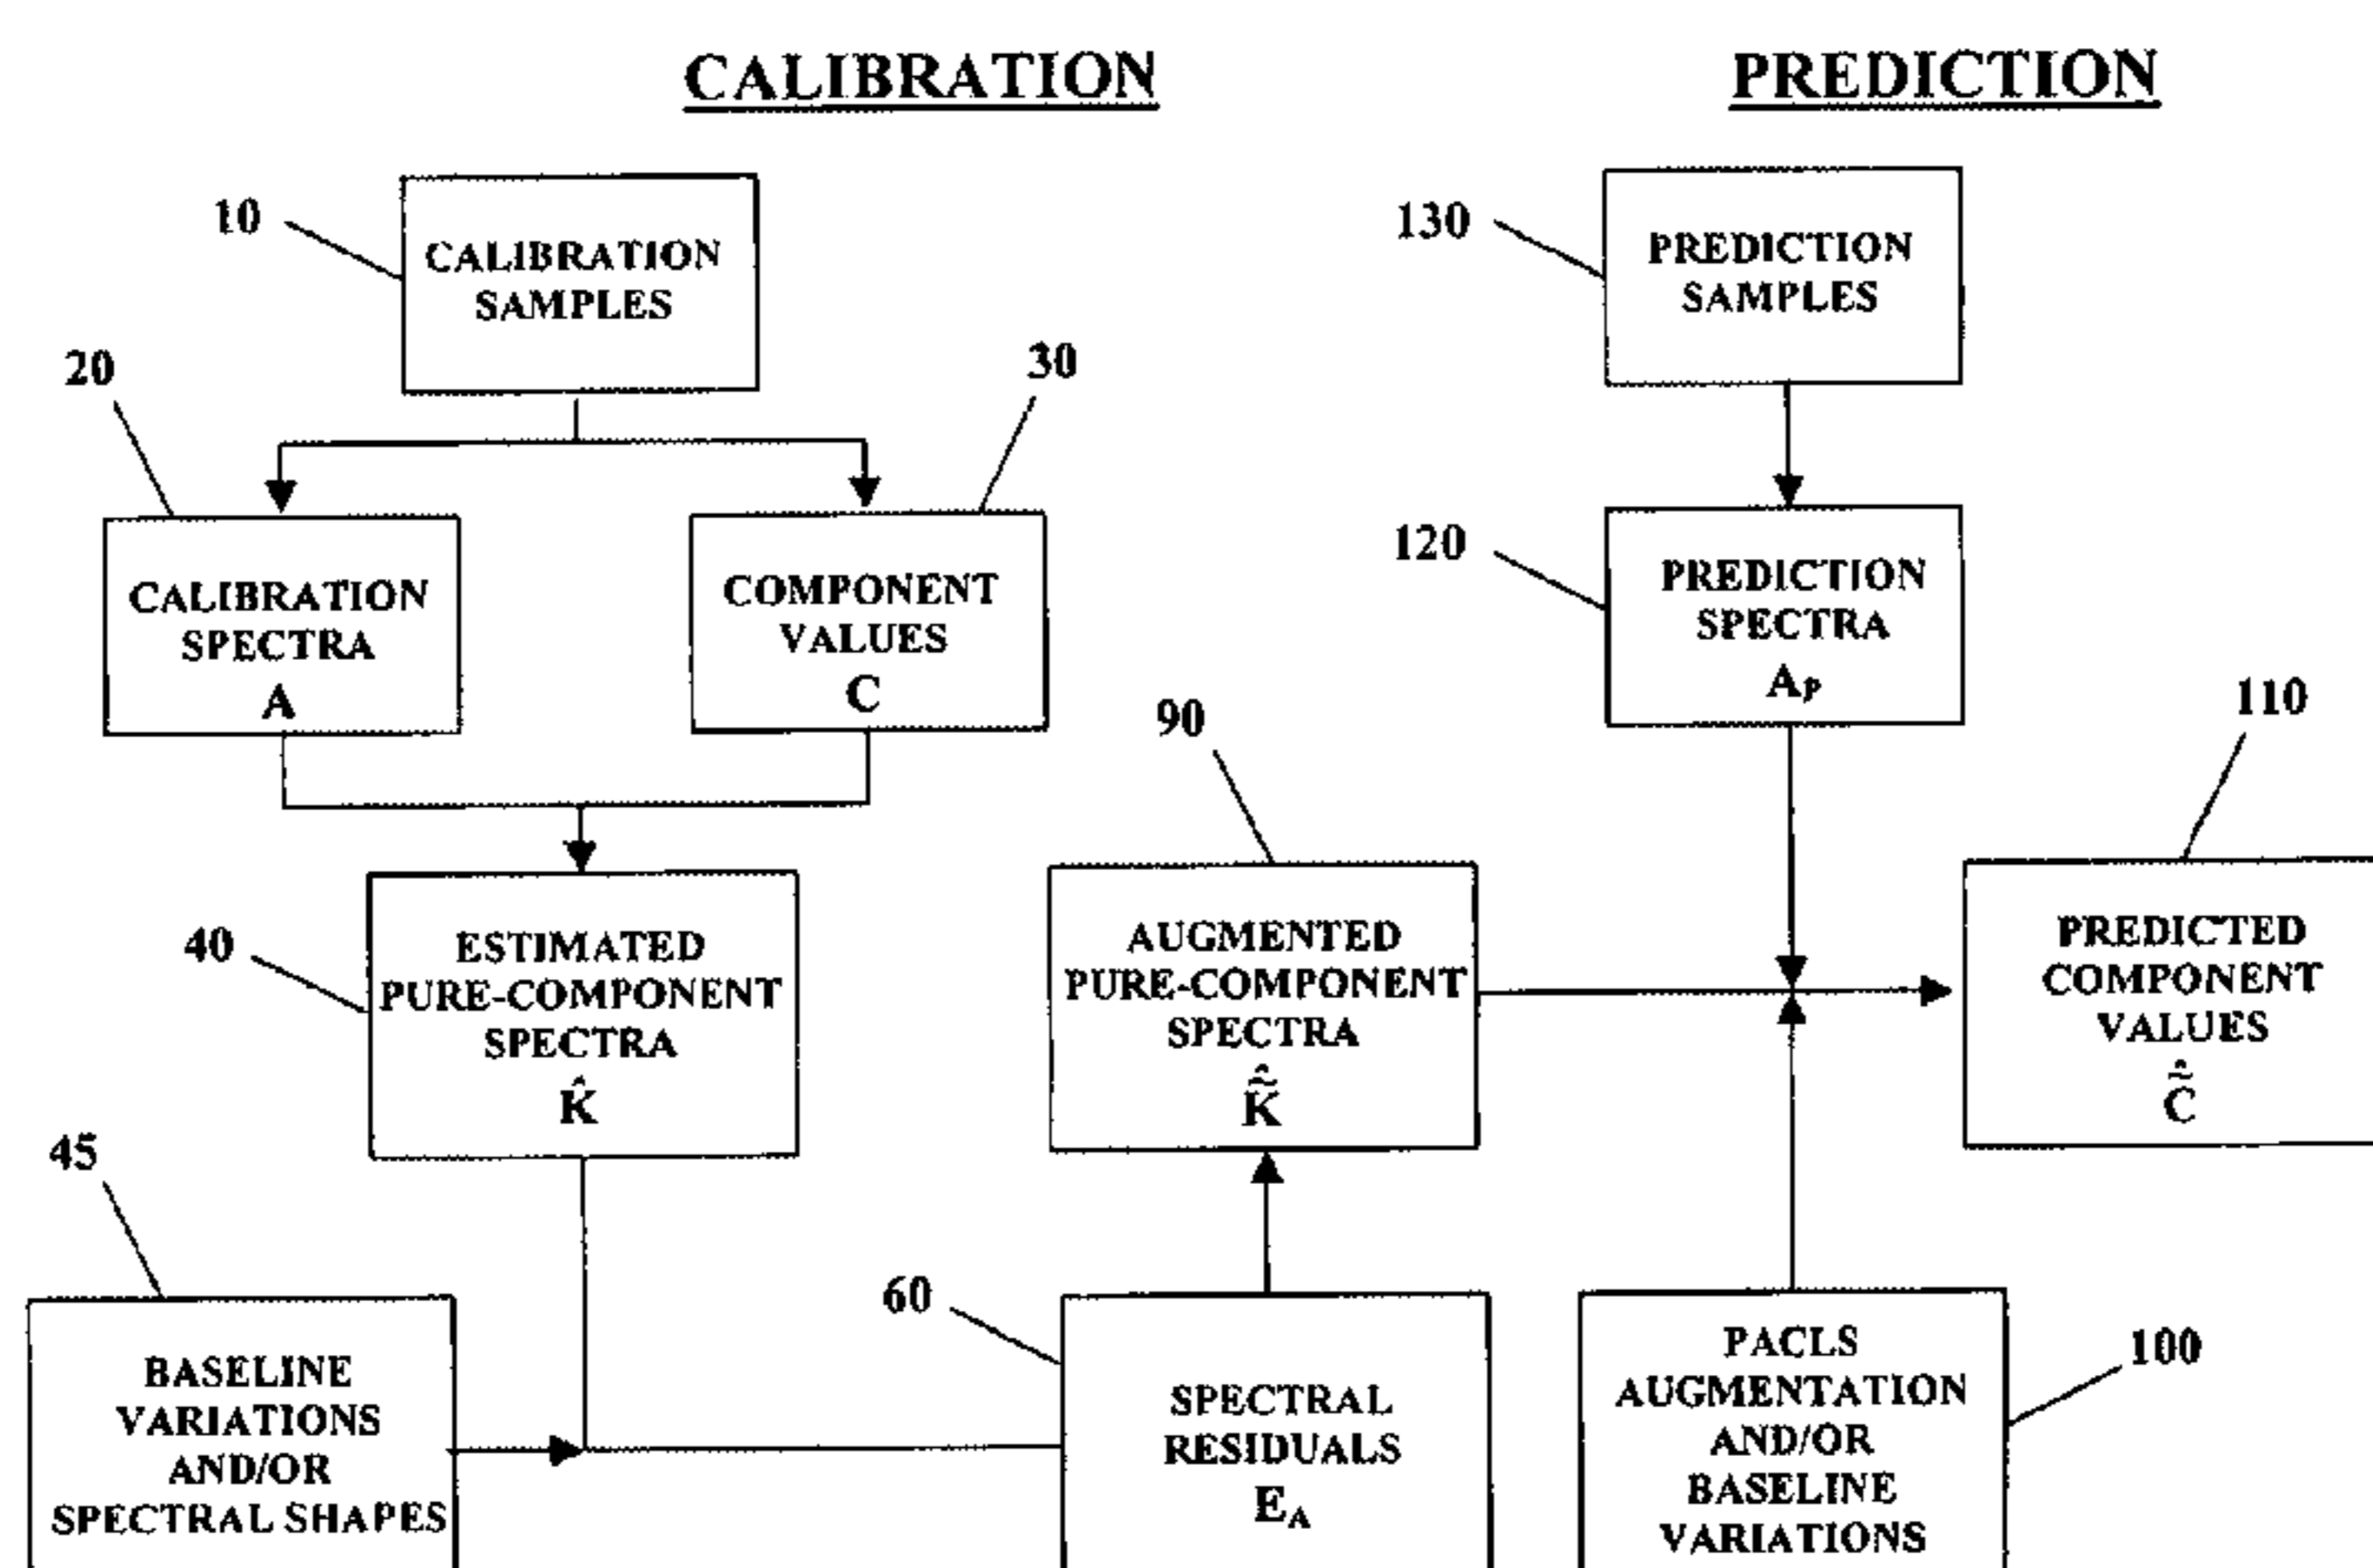 CALIBRATION
PREDICTION
10
CALIBRATION
SAMPLES
130
PREDICTION
SAMPLES
20
30
CALIBRATION
SPECTRA
A
COMPONENT
VALUES
C
120
PREDICTION
SPECTRA
Aₚ
90
110
40
ESTIMATED
PURE-COMPONENT
SPECTRA
K̂
AUGMENTED
PURE-COMPONENT
SPECTRA
K̃̂
PREDICTED
COMPONENT
VALUES
C̃̂
45
BASELINE
VARIATIONS
AND/OR
SPECTRAL SHAPES
60
SPECTRAL
RESIDUALS
E_A
PACLS
AUGMENTATION
AND/OR
BASELINE
VARIATIONS
100